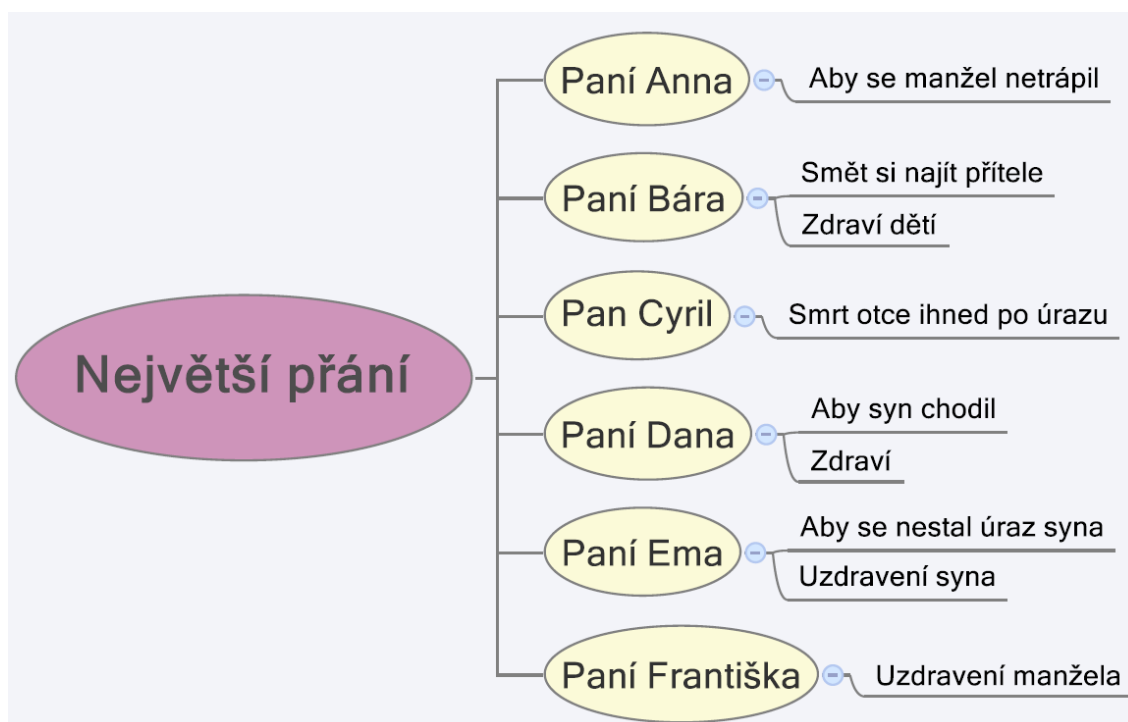 Největší přání
Paní Anna
Aby se manžel netrápil
Paní Bára
Smět si najít přítele
Zdraví dětí
Pan Cyril
Smrt otce ihned po úrazu
Paní Dana
Aby syn chodil
Zdraví
Paní Ema
Aby se nestal úraz syna
Uzdravení syna
Paní Františka
Uzdravení manžela